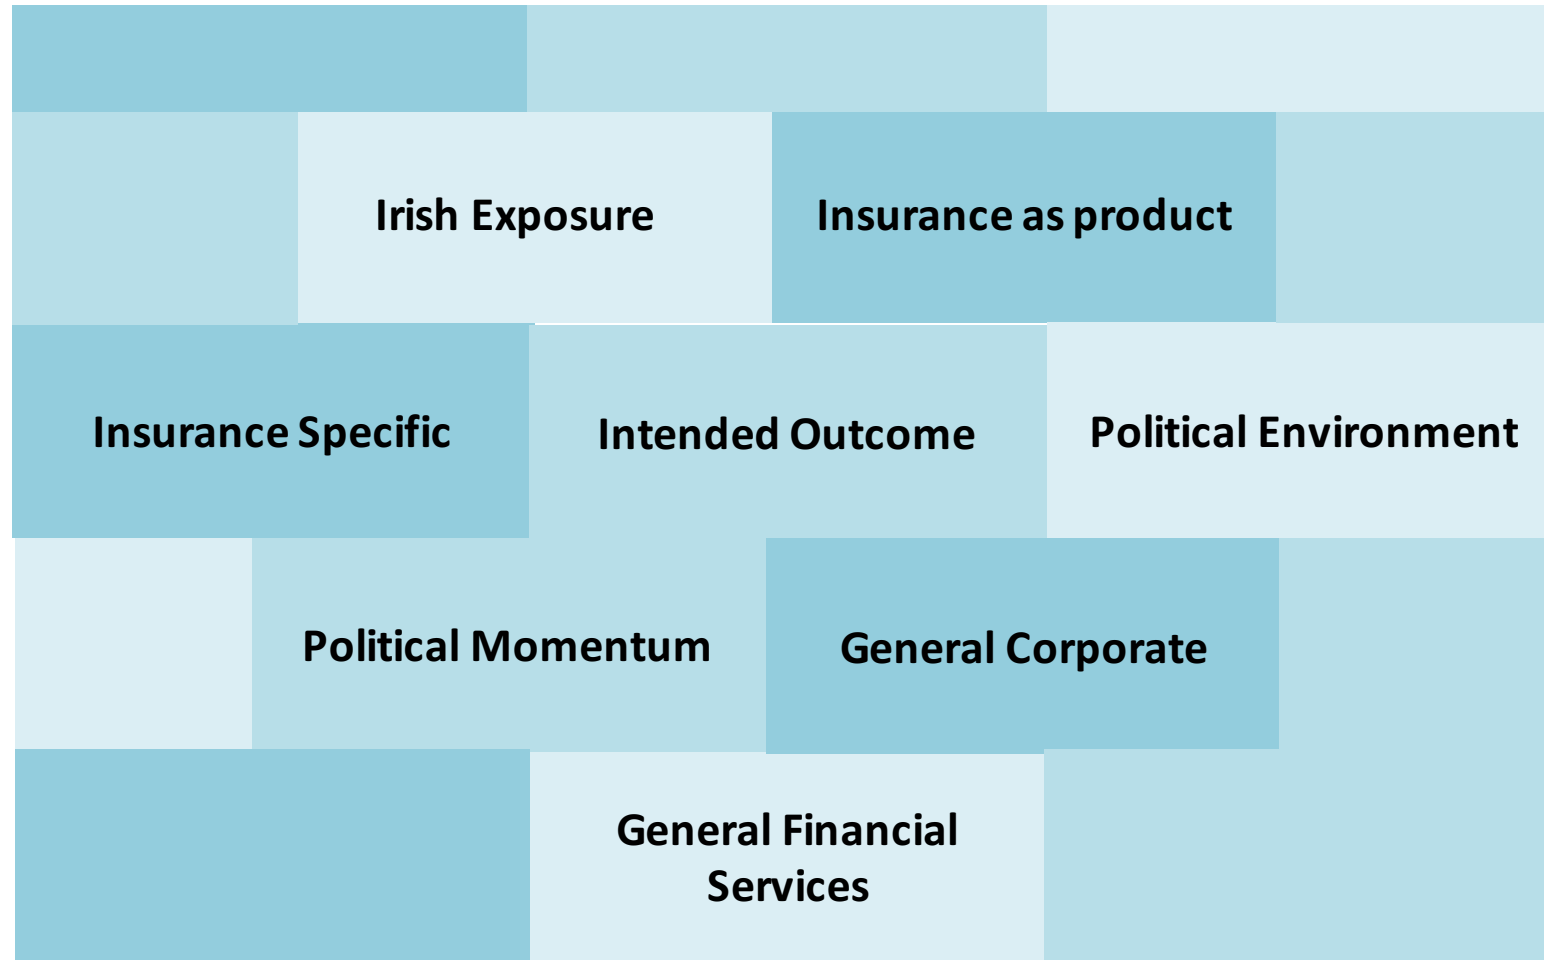 Irish Exposure
Insurance as product
Insurance Specific
Intended Outcome
Political Environment
Political Momentum
General Corporate
General Financial
Services